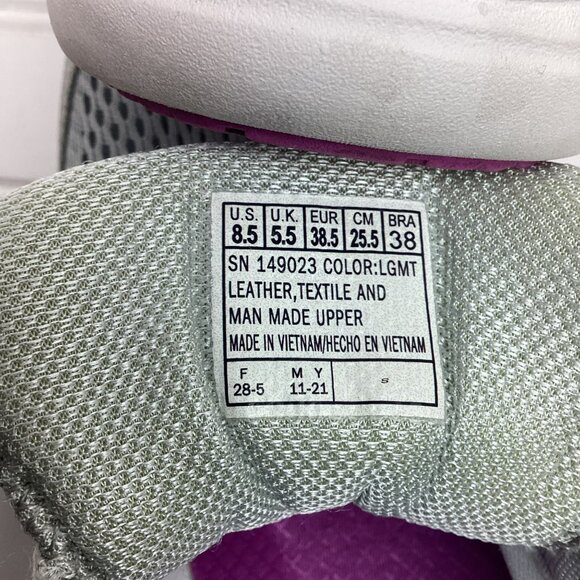 U.S. U.K. EUR CM BRA
8.5 5.5 38.5 25.5 38
SN 149023 COLOR:LGMT
LEATHER,TEXTILE AND
MAN MADE UPPER
MADE IN VIETNAM/HECHO EN VIETNAM
F M Y
28-5 11-21 S